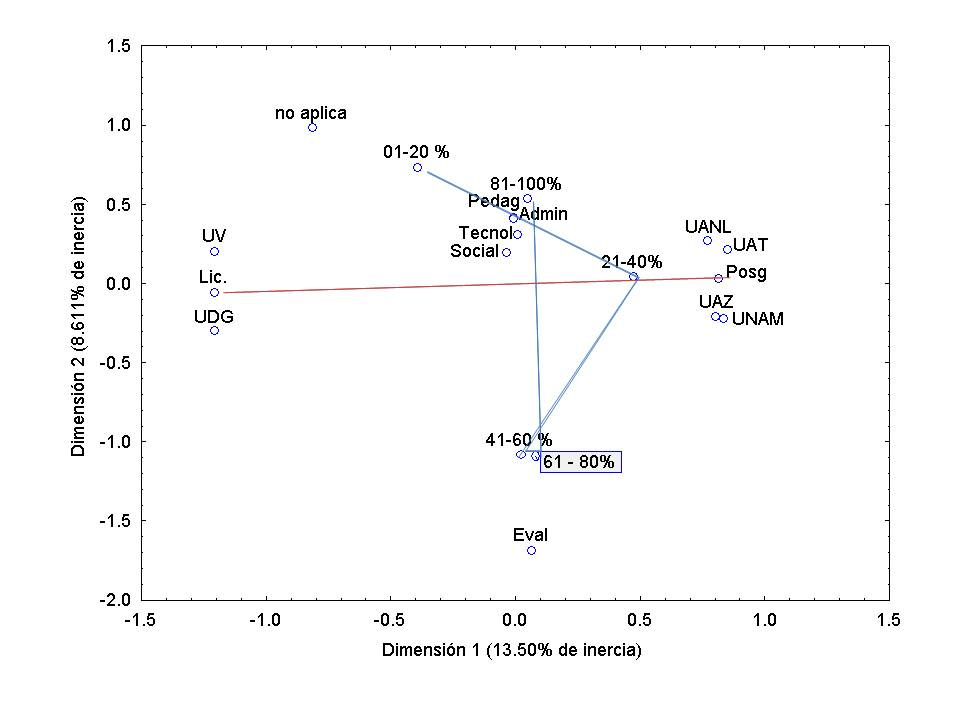 1.5
1.0
0.5
0.0
-0.5
-1.0
-1.5
-2.0
Dimensión 2 (8.611% de inercia)
no aplica
01-20 %
81-100%
Pedag
Admin
Tecnol
Social
UV
Lic.
UDG
UANL
UAT
21-40%
Posg
UAZ
UNAM
41-60 %
61 - 80%
Eval
-1.5
-1.0
-0.5
0.0
0.5
1.0
1.5
Dimensión 1 (13.50% de inercia)